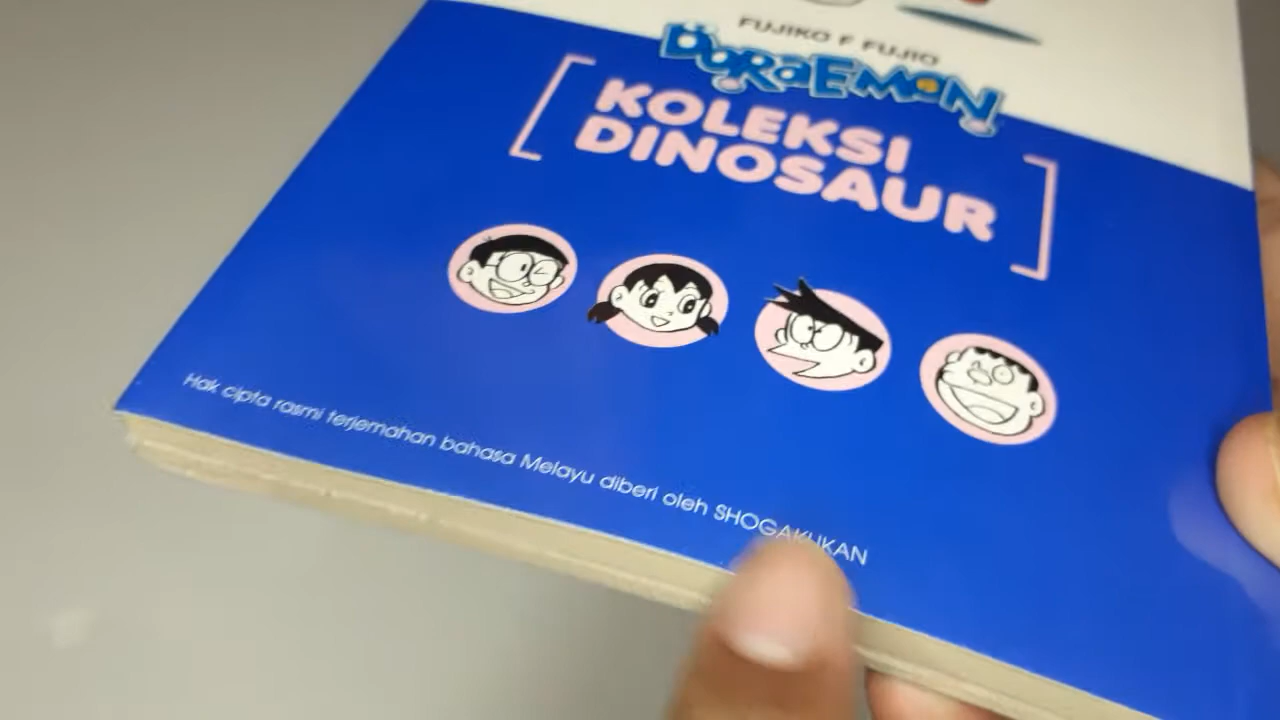 FUJIKO F FUJIO
DORAEMON
KOLEKSI
DINOSAUR
Hak cipta rasmi terjemahan bahasa Melayu diberi oleh SHOGAKUKAN